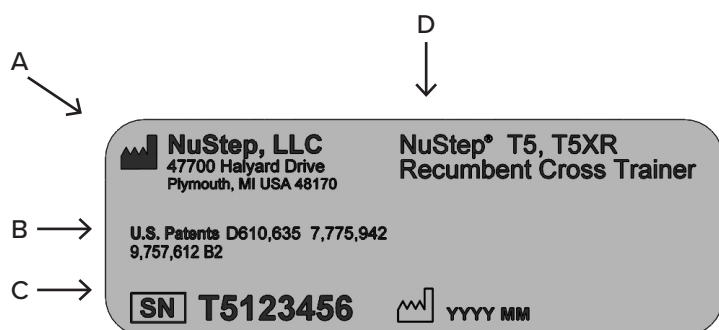 D
A
NuStep, LLC
47700 Halyard Drive
Plymouth, MI USA 48170
NuStep® T5, T5XR
Recumbent Cross Trainer
B
U.S. Patents D610,635 7,775,942
9,757,612 B2
C
SN T5123456
YYYY MM